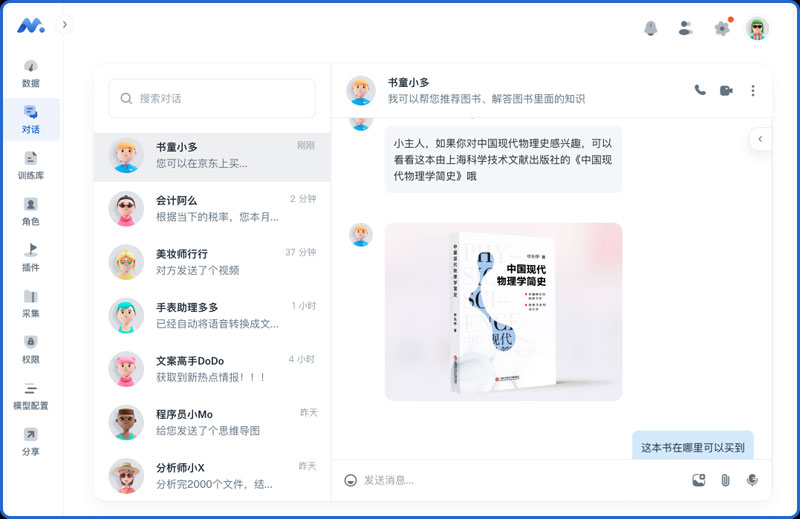 数据
对话
训练库
角色
插件
采集
权限
模型配置
分享
搜索对话
书童小多
刚刚
您可以在京东上买...
会计阿么
2 分钟
根据当下的税率，您本月...
美妆师行行
37 分钟
对方发送了个视频
手表助理多多
1 小时
已经自动将语音转换成文...
文案高手DoDo
4 小时
获取到新热点情报！！！
程序员小Mo
昨天
给您发送了个思维导图
分析师小X
昨天
分析完2000个文件，结...
书童小多
我可以帮您推荐图书、解答图书里面的知识
小主人，如果你对中国现代物理史感兴趣，可以
看看这本由上海科学技术文献出版社的《中国现
代物理学简史》哦
中国现代物理学简史
中国现代
物理学简史
这本书在哪里可以买到
发送消息...